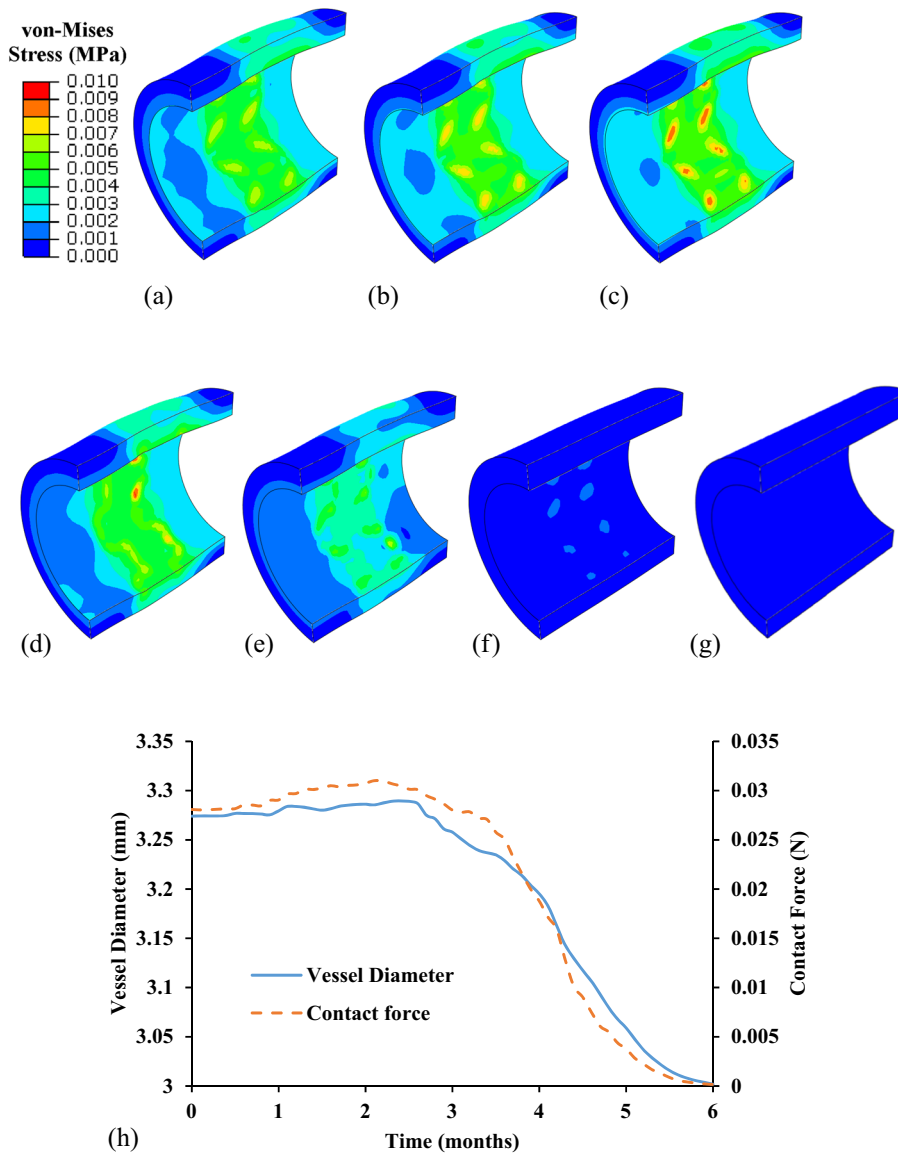 von-Mises
Stress (MPa)
0.010
0.009
0.008
0.007
0.006
0.005
0.004
0.003
0.002
0.001
0.000
(a)
(b)
(c)
(d)
(e)
(f)
(g)
3.35
3.3
3.25
3.2
3.15
3.1
3.05
3
Vessel Diameter (mm)
0.035
0.03
0.025
0.02
0.015
0.01
0.005
0
Contact Force (N)
Vessel Diameter
Contact force
0 1 2 3 4 5 6
Time (months)
(h)